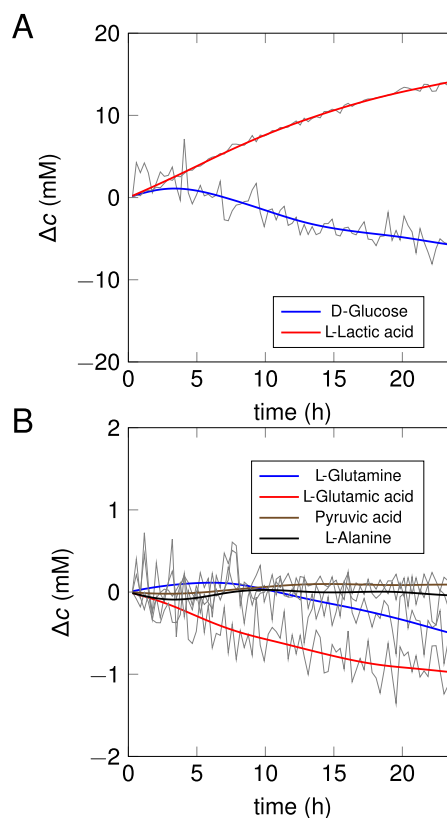 A
20
10
0
−10
−20
Δc (mM)
D-Glucose
L-Lactic acid
0 5 10 15 20
time (h)
B
2
1
0
−1
−2
Δc (mM)
L-Glutamine
L-Glutamic acid
Pyruvic acid
L-Alanine
0 5 10 15 20
time (h)